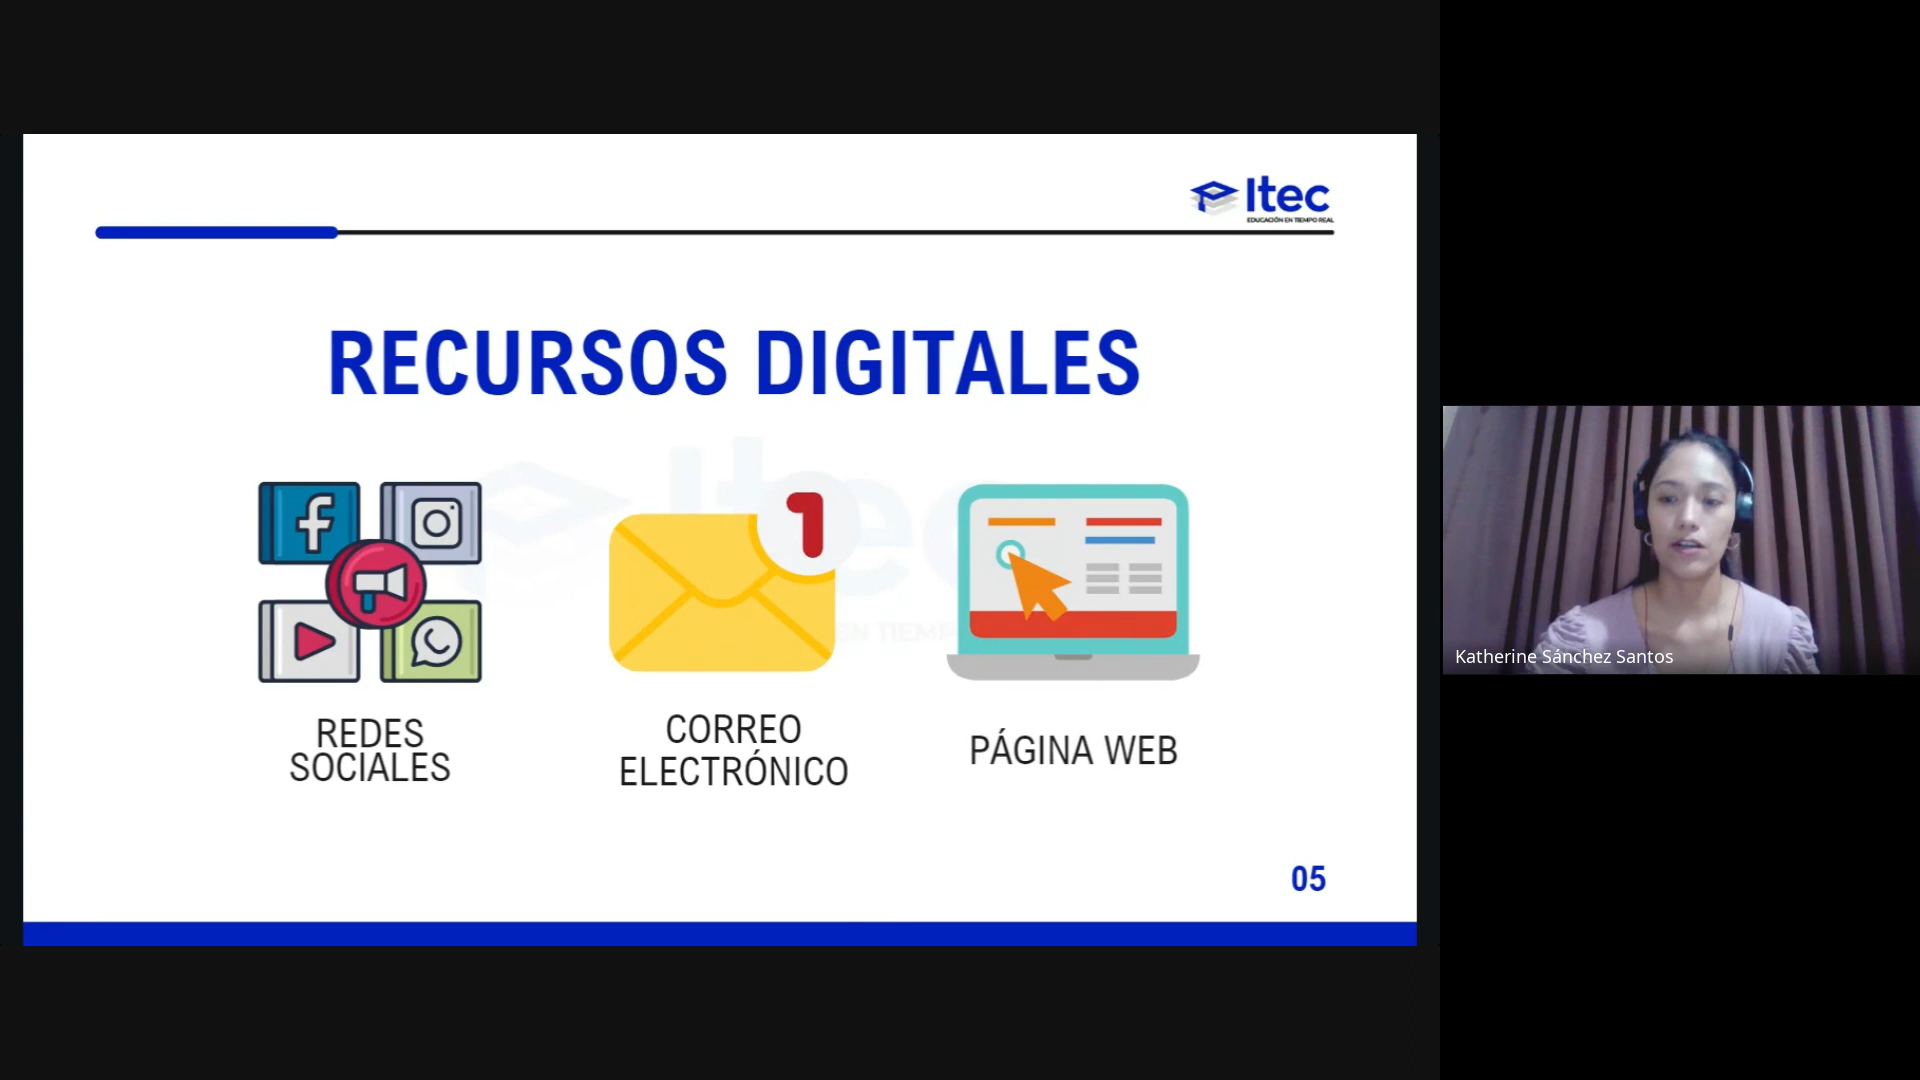 Itec
EDUCACIÓN EN TIEMPO REAL
RECURSOS DIGITALES
1
REDES
SOCIALES
CORREO
ELECTRÓNICO
PÁGINA WEB
05
Katherine Sánchez Santos